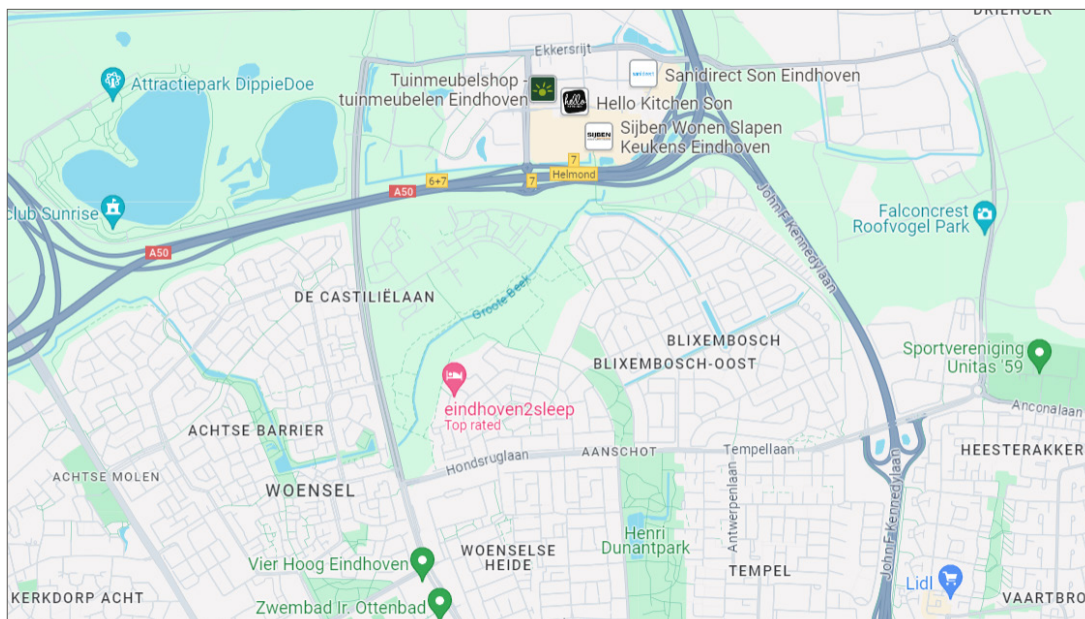 DRIEHOEK
Ekkersrijt
Attractiepark DippieDoe
Tuinmeubelshop -
tuinmeubelen Eindhoven
Sanidirect Son Eindhoven
hello
Hello Kitchen Son
SIJBEN
Sijben Wonen Slapen
Keukens Eindhoven
7
Helmond
6+7
7
A50
club Sunrise
A50
John F Kennedylaan
Falconcrest
Roofvogel Park
DE CASTILIËLAAN
Groote Beek
BLIXEMBOSCH
BLIXEMBOSCH-OOST
Sportvereniging
Unitas '59
eindhoven2sleep
Top rated
Anconalaan
ACHTSE BARRIER
Hondsruglaan
AANSCHOT
Tempellaan
HEESTERAKKER
ACHTSE MOLEN
WOENSEL
Antwerpenlaan
John F Kennedylaan
Henri
Dunantpark
WOENSELSE
HEIDE
Vier Hoog Eindhoven
TEMPEL
Lidl
KERKDORP ACHT
Zwembad Ir. Ottenbad
VAARTBRO